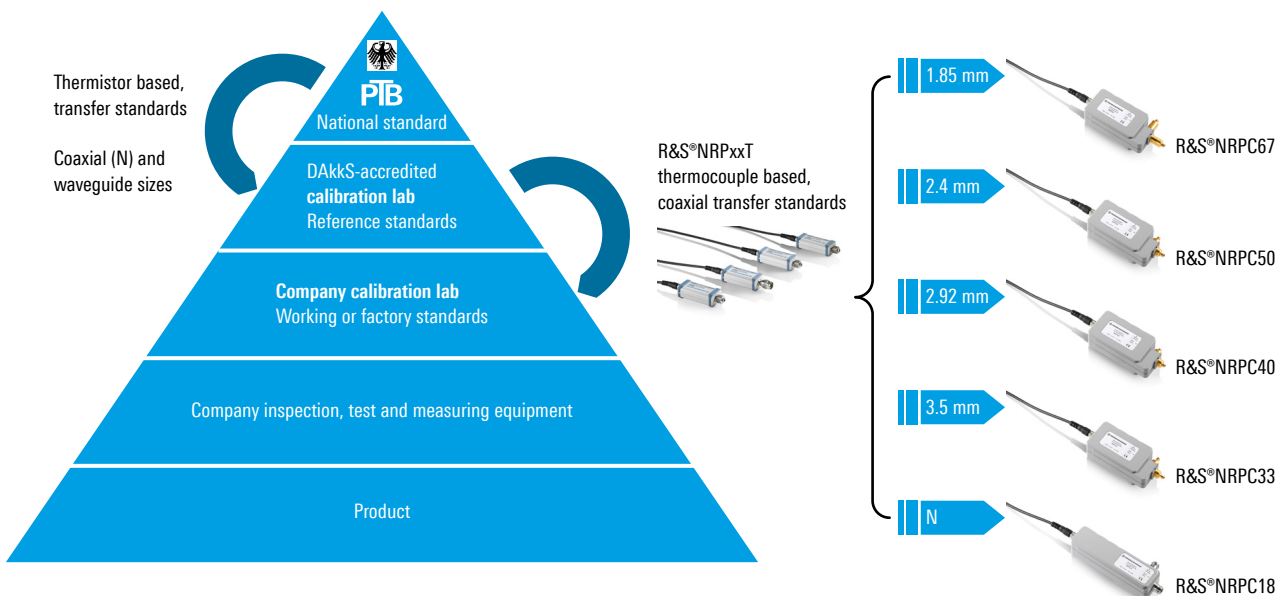 Thermistor based,
transfer standards
Coaxial (N) and
waveguide sizes
PTB
National standard
DAkkS-accredited
calibration lab
Reference standards
Company calibration lab
Working or factory standards
Company inspection, test and measuring equipment
Product
R&S®NRPxxT
thermocouple based,
coaxial transfer standards
1.85 mm
R&S®NRPC67
2.4 mm
R&S®NRPC50
2.92 mm
R&S®NRPC40
3.5 mm
R&S®NRPC33
N
R&S®NRPC18